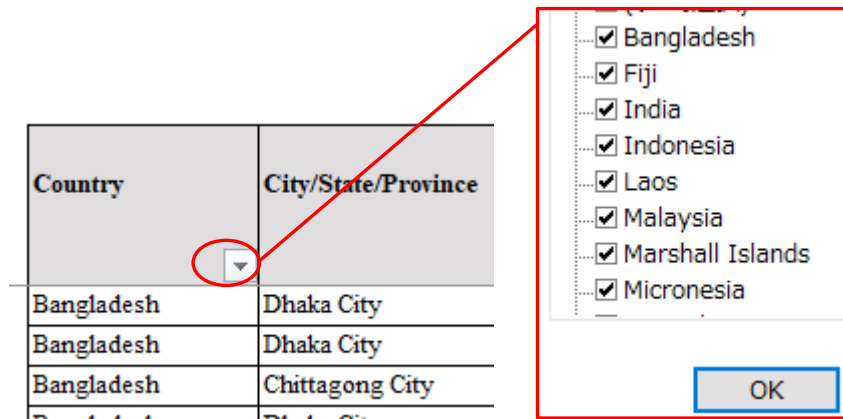 Country
City/State/Province
Bangladesh
Dhaka City
Bangladesh
Dhaka City
Bangladesh
Chittagong City
Bangladesh
Fiji
India
Indonesia
Laos
Malaysia
Marshall Islands
Micronesia
OK